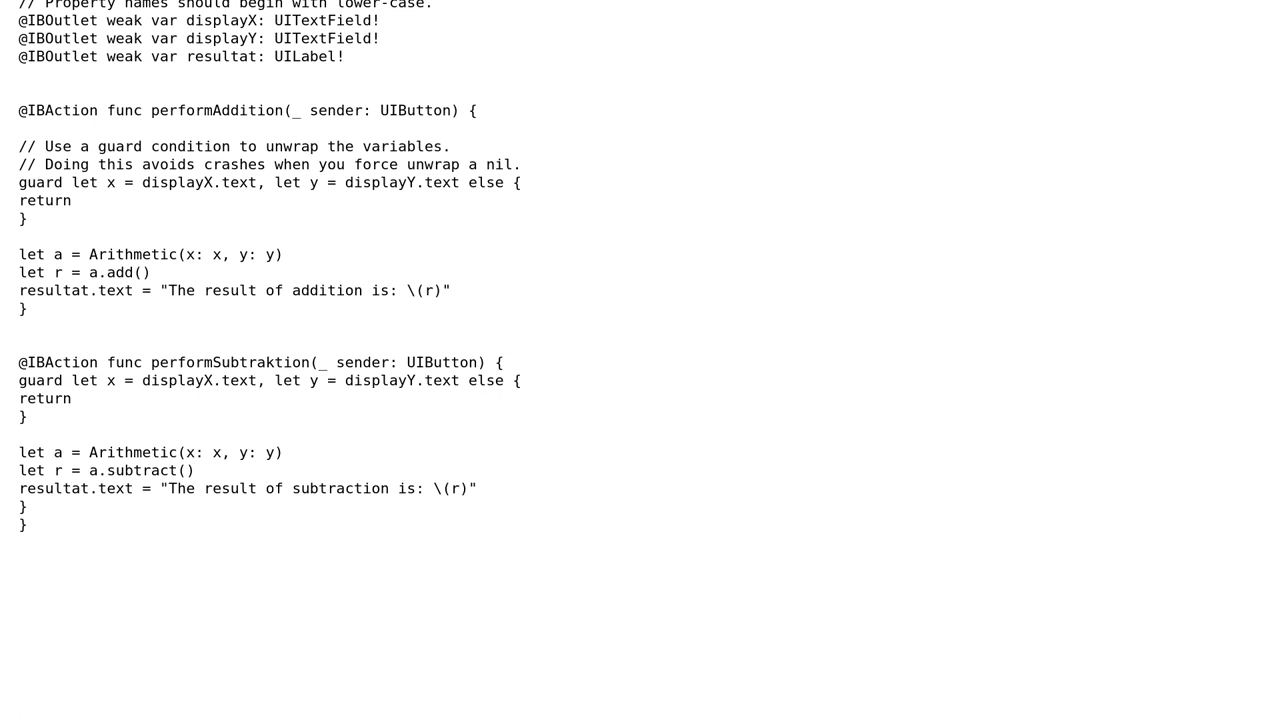 // Property names should begin with lower-case.
@IBOutlet weak var displayX: UITextField!
@IBOutlet weak var displayY: UITextField!
@IBOutlet weak var resultat: UILabel!
@IBAction func performAddition(_ sender: UIButton) {
// Use a guard condition to unwrap the variables.
// Doing this avoids crashes when you force unwrap a nil.
guard let x = displayX.text, let y = displayY.text else {
return
}
let a = Arithmetic(x: x, y: y)
let r = a.add()
resultat.text = "The result of addition is: \(r)"
}
@IBAction func performSubtraktion(_ sender: UIButton) {
guard let x = displayX.text, let y = displayY.text else {
return
}
let a = Arithmetic(x: x, y: y)
let r = a.subtract()
resultat.text = "The result of subtraction is: \(r)"
}
}